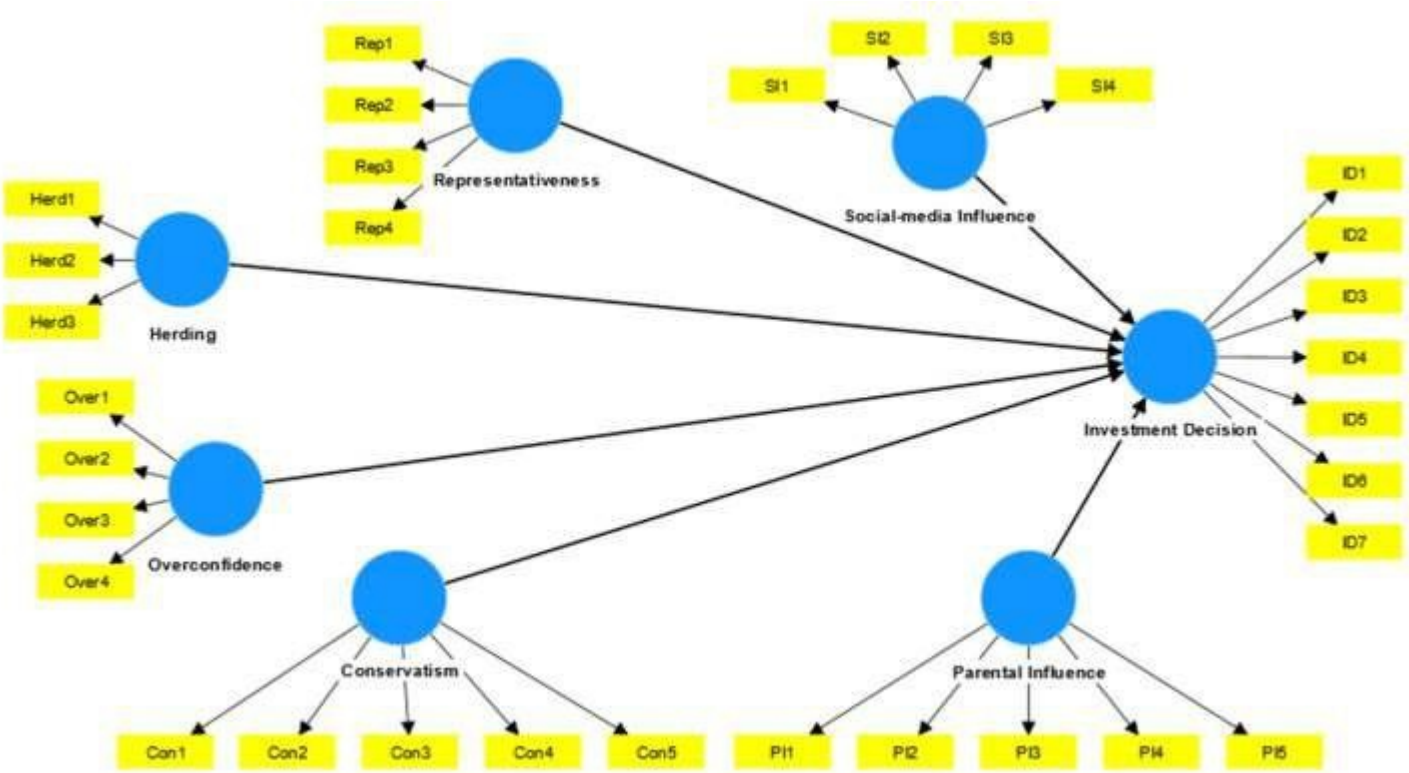 Rep1
Rep2
Rep3
Rep4
Representativeness
SI1
SI2
SI3
SI4
Social-media Influence
Herd1
Herd2
Herd3
Herding
ID1
ID2
ID3
ID4
ID5
ID6
ID7
Investment Decision
Over1
Over2
Over3
Over4
Overconfidence
Conservatism
Con1
Con2
Con3
Con4
Con5
Parental Influence
PI1
PI2
PI3
PI4
PI5